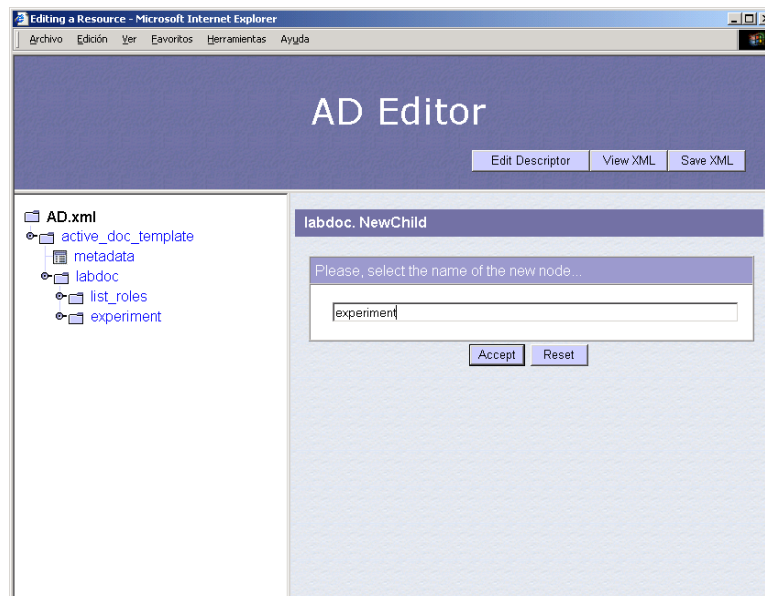 Editing a Resource - Microsoft Internet Explorer
Archivo Edición Ver Favoritos Herramientas Ayuda
AD Editor
Edit Descriptor View XML Save XML
AD.xml
active_doc_template
metadata
labdoc
list_roles
experiment
labdoc. NewChild
Please, select the name of the new node...
experiment
Accept Reset